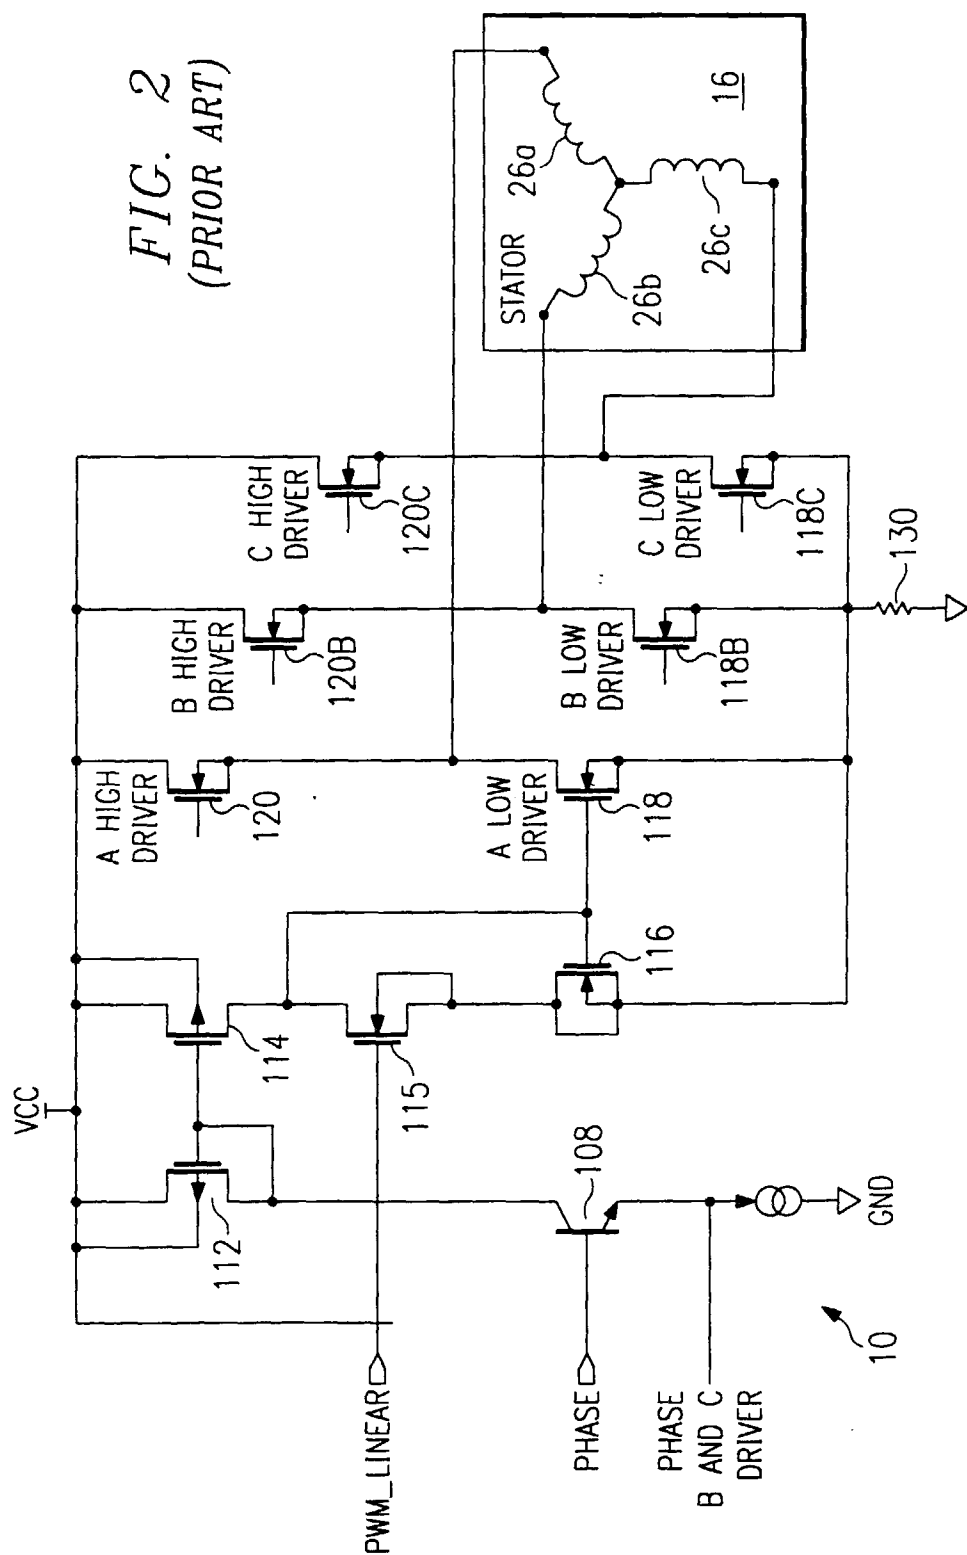 FIG. 2
(PRIOR ART)
VCC
112
114
A HIGH
DRIVER
120
B HIGH
DRIVER
120B
C HIGH
DRIVER
120C
STATOR
26a
26b
26c
16
PWM_LINEAR
115
116
A LOW
DRIVER
118
B LOW
DRIVER
118B
C LOW
DRIVER
118C
130
PHASE
108
PHASE
B AND C
DRIVER
GND
10